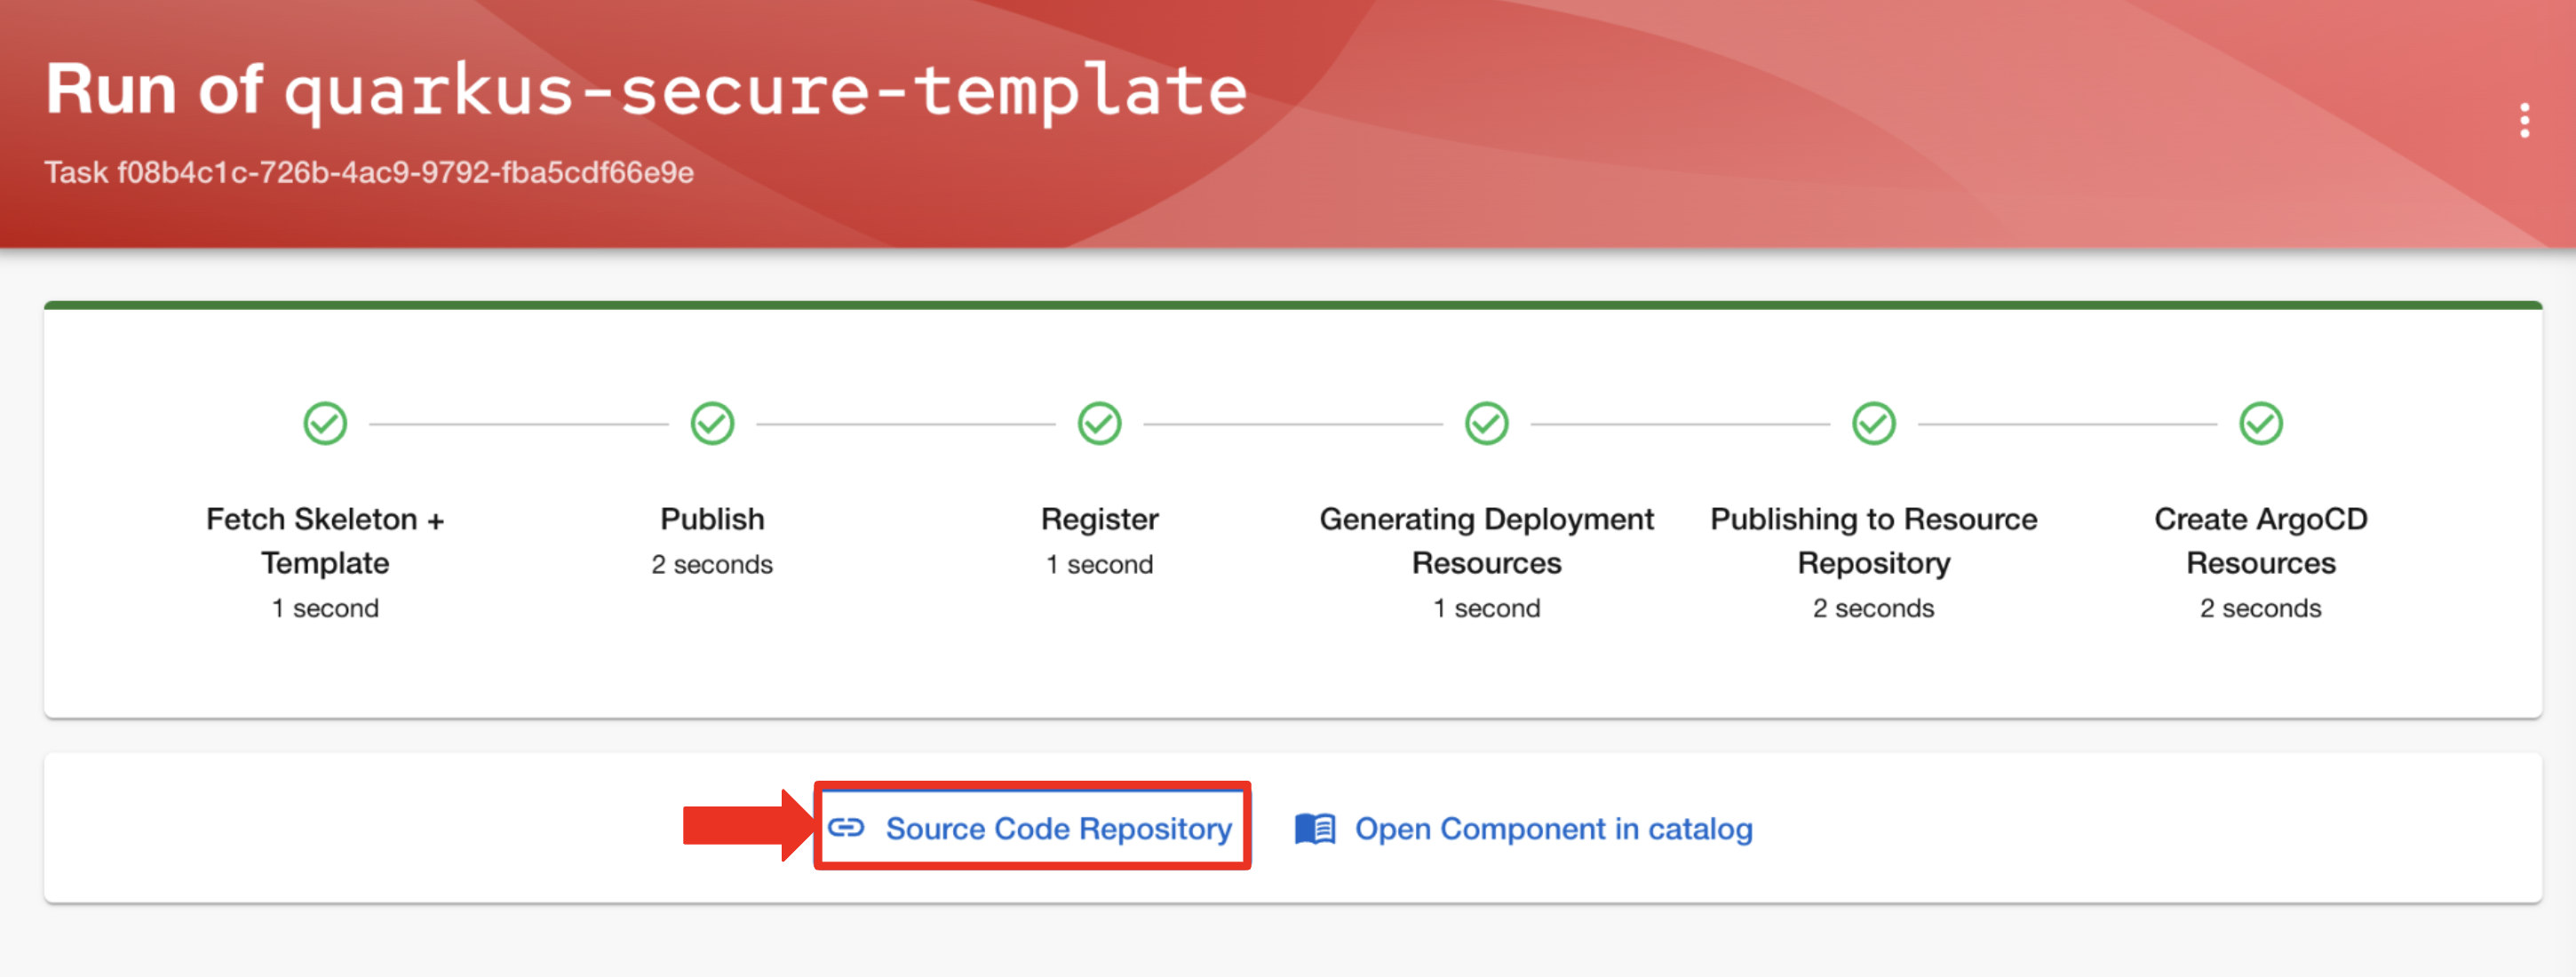 Run of quarkus-secure-template
Task f08b4c1c-726b-4ac9-9792-fba5cdf66e9e
Fetch Skeleton +
Template
1 second
Publish
2 seconds
Register
1 second
Generating Deployment
Resources
1 second
Publishing to Resource
Repository
2 seconds
Create ArgoCD
Resources
2 seconds
Source Code Repository
Open Component in catalog